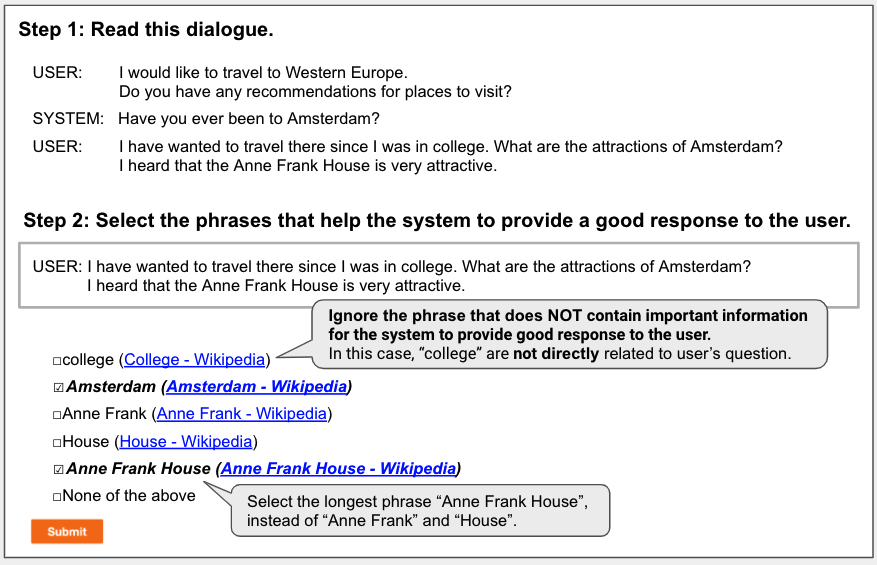 Step 1: Read this dialogue.
USER: I would like to travel to Western Europe.
Do you have any recommendations for places to visit?
SYSTEM: Have you ever been to Amsterdam?
USER: I have wanted to travel there since I was in college. What are the attractions of Amsterdam?
I heard that the Anne Frank House is very attractive.
Step 2: Select the phrases that help the system to provide a good response to the user.
USER: I have wanted to travel there since I was in college. What are the attractions of Amsterdam?
I heard that the Anne Frank House is very attractive.
Ignore the phrase that does NOT contain important information
for the system to provide good response to the user.
In this case, “college” are not directly related to user’s question.
□college (College - Wikipedia)
☑Amsterdam (Amsterdam - Wikipedia)
□Anne Frank (Anne Frank - Wikipedia)
□House (House - Wikipedia)
☑Anne Frank House (Anne Frank House - Wikipedia)
□None of the above
Select the longest phrase “Anne Frank House”,
instead of “Anne Frank” and “House”.
Submit